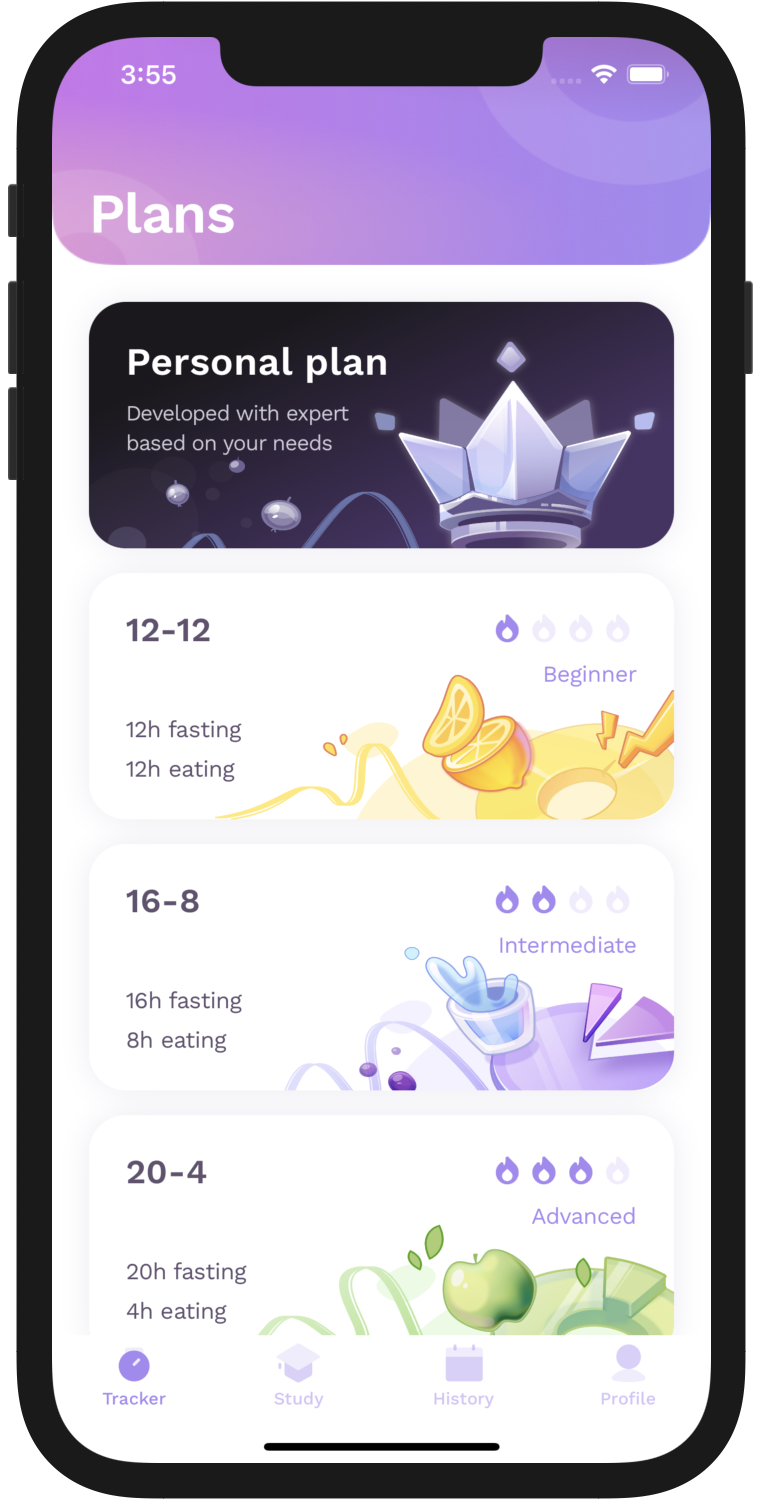 3:55
Plans
Personal plan
Developed with expert
based on your needs
12-12
Beginner
12h fasting
12h eating
16-8
Intermediate
16h fasting
8h eating
20-4
Advanced
20h fasting
4h eating
Tracker
Study
History
Profile